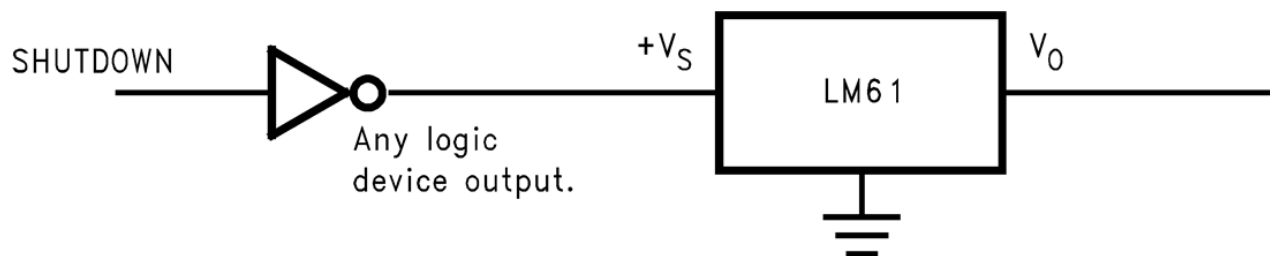 SHUTDOWN
+VS
LM61
VO
Any logic
device output.